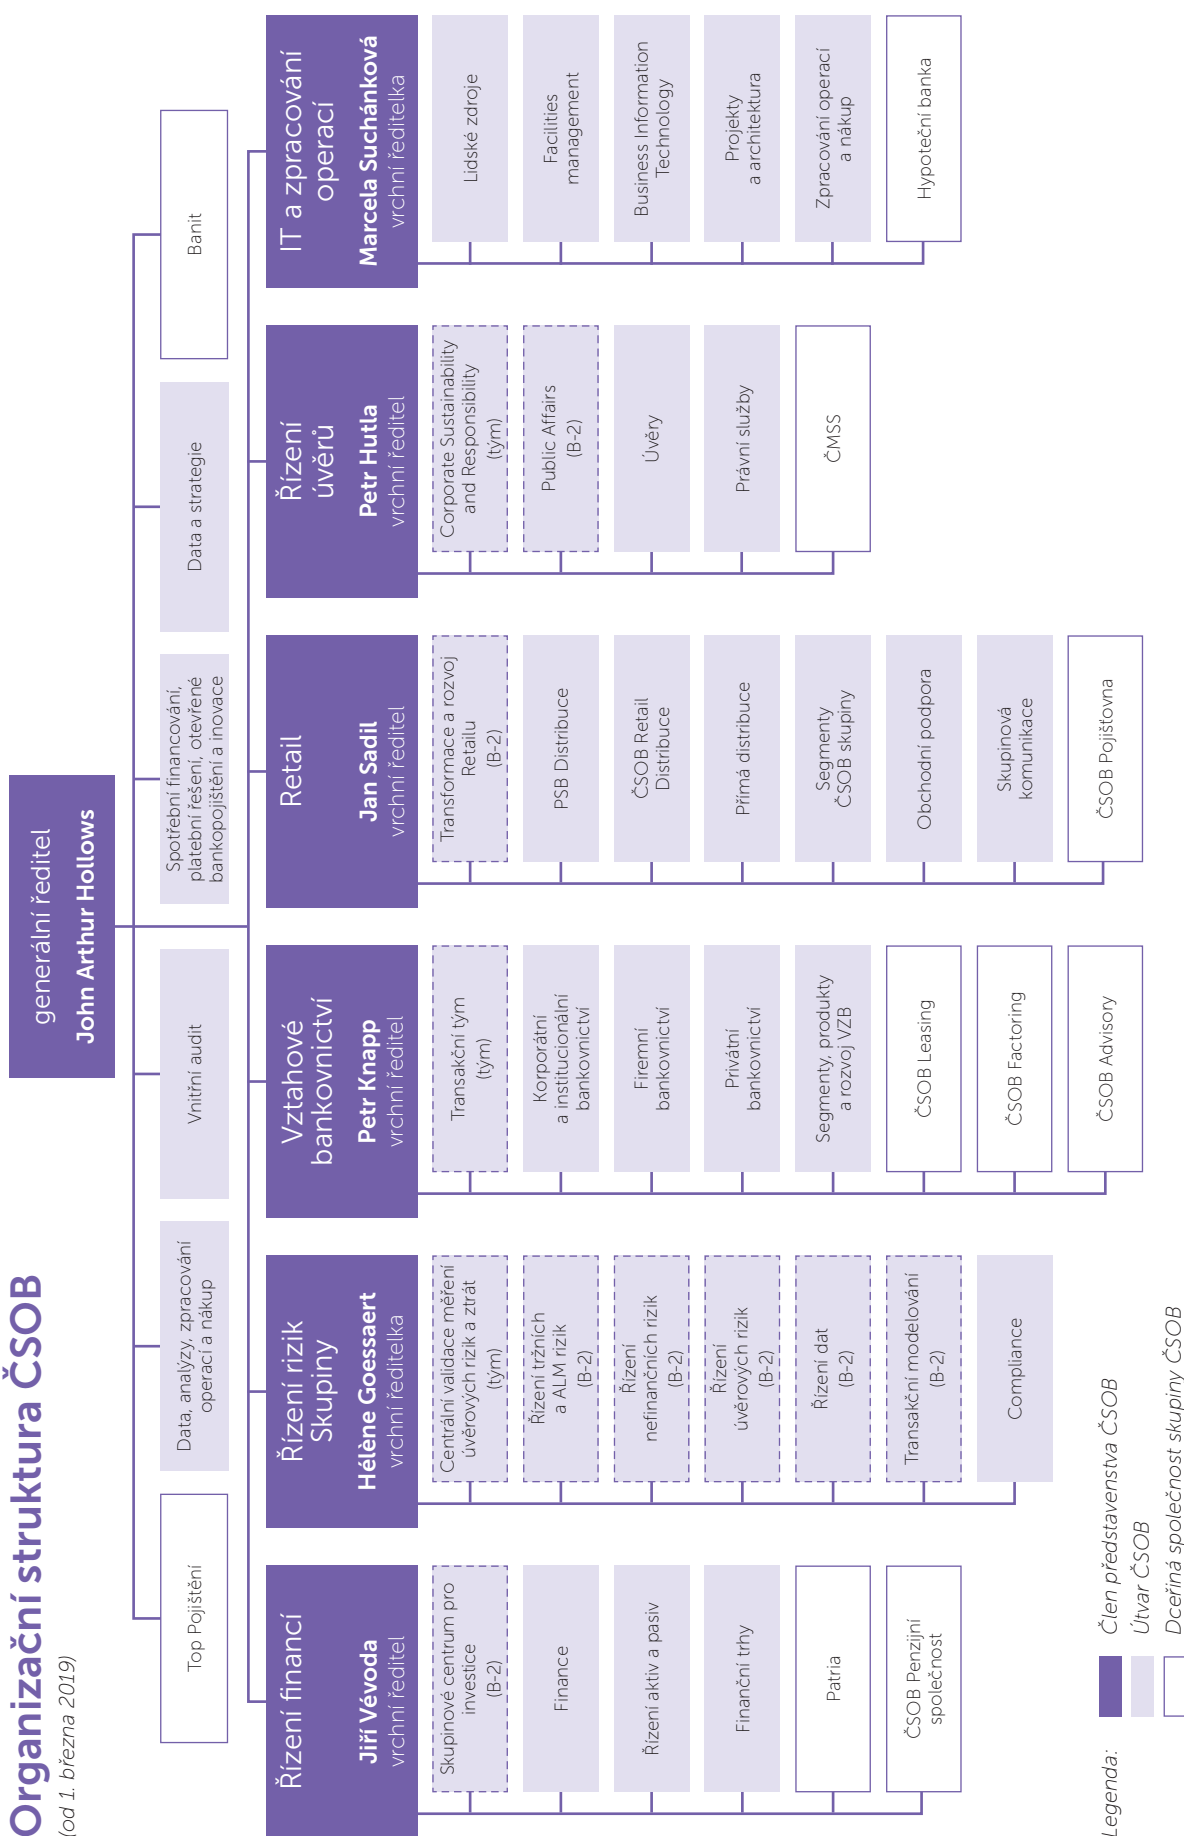 Organizační struktura ČSOB
(od 1. března 2019)
generální ředitel
John Arthur Hollows
Top Pojištění
Data, analýzy, zpracování
operací a nákup
Vnitřní audit
Spotřební financování,
platební řešení, otevřené
bankopojištění a inovace
Data a strategie
Banit
Řízení financí
Jiří Vévoda
vrchní ředitel
Skupinové centrum pro
investice
(B-2)
Finance
Řízení aktiv a pasiv
Finanční trhy
Patria
ČSOB Penzijní
společnost
Řízení rizik
Skupiny
Hélène Goessaert
vrchní ředitelka
Centrální validace měření
úvěrových rizik a ztrát
(tým)
Řízení tržních
a ALM rizik
(B-2)
Řízení
nefinančních rizik
(B-2)
Řízení
úvěrových rizik
(B-2)
Řízení dat
(B-2)
Transakční modelování
(B-2)
Compliance
Vztahové
bankovnictví
Petr Knapp
vrchní ředitel
Transakční tým
(tým)
Korporátní
a institucionální
bankovnictví
Firemní
bankovnictví
Privátní
bankovnictví
Segmenty, produkty
a rozvoj VZB
ČSOB Leasing
ČSOB Factoring
ČSOB Advisory
Retail
Jan Sadil
vrchní ředitel
Transformace a rozvoj
Retailu
(B-2)
PSB Distribuce
ČSOB Retail
Distribuce
Přímá distribuce
Segmenty
ČSOB skupiny
Obchodní podpora
Skupinová
komunikace
ČSOB Pojišťovna
Řízení
úvěrů
Petr Hutla
vrchní ředitel
Corporate Sustainability
and Responsibility
(tým)
Public Affairs
(B-2)
Úvěry
Právní služby
ČMSS
IT a zpracování
operací
Marcela Suchánková
vrchní ředitelka
Lidské zdroje
Facilities
management
Business Information
Technology
Projekty
a architektura
Zpracování operací
a nákup
Hypoteční banka
Legenda:
Člen představenstva ČSOB
Útvar ČSOB
Dceřiná společnost skupiny ČSOB